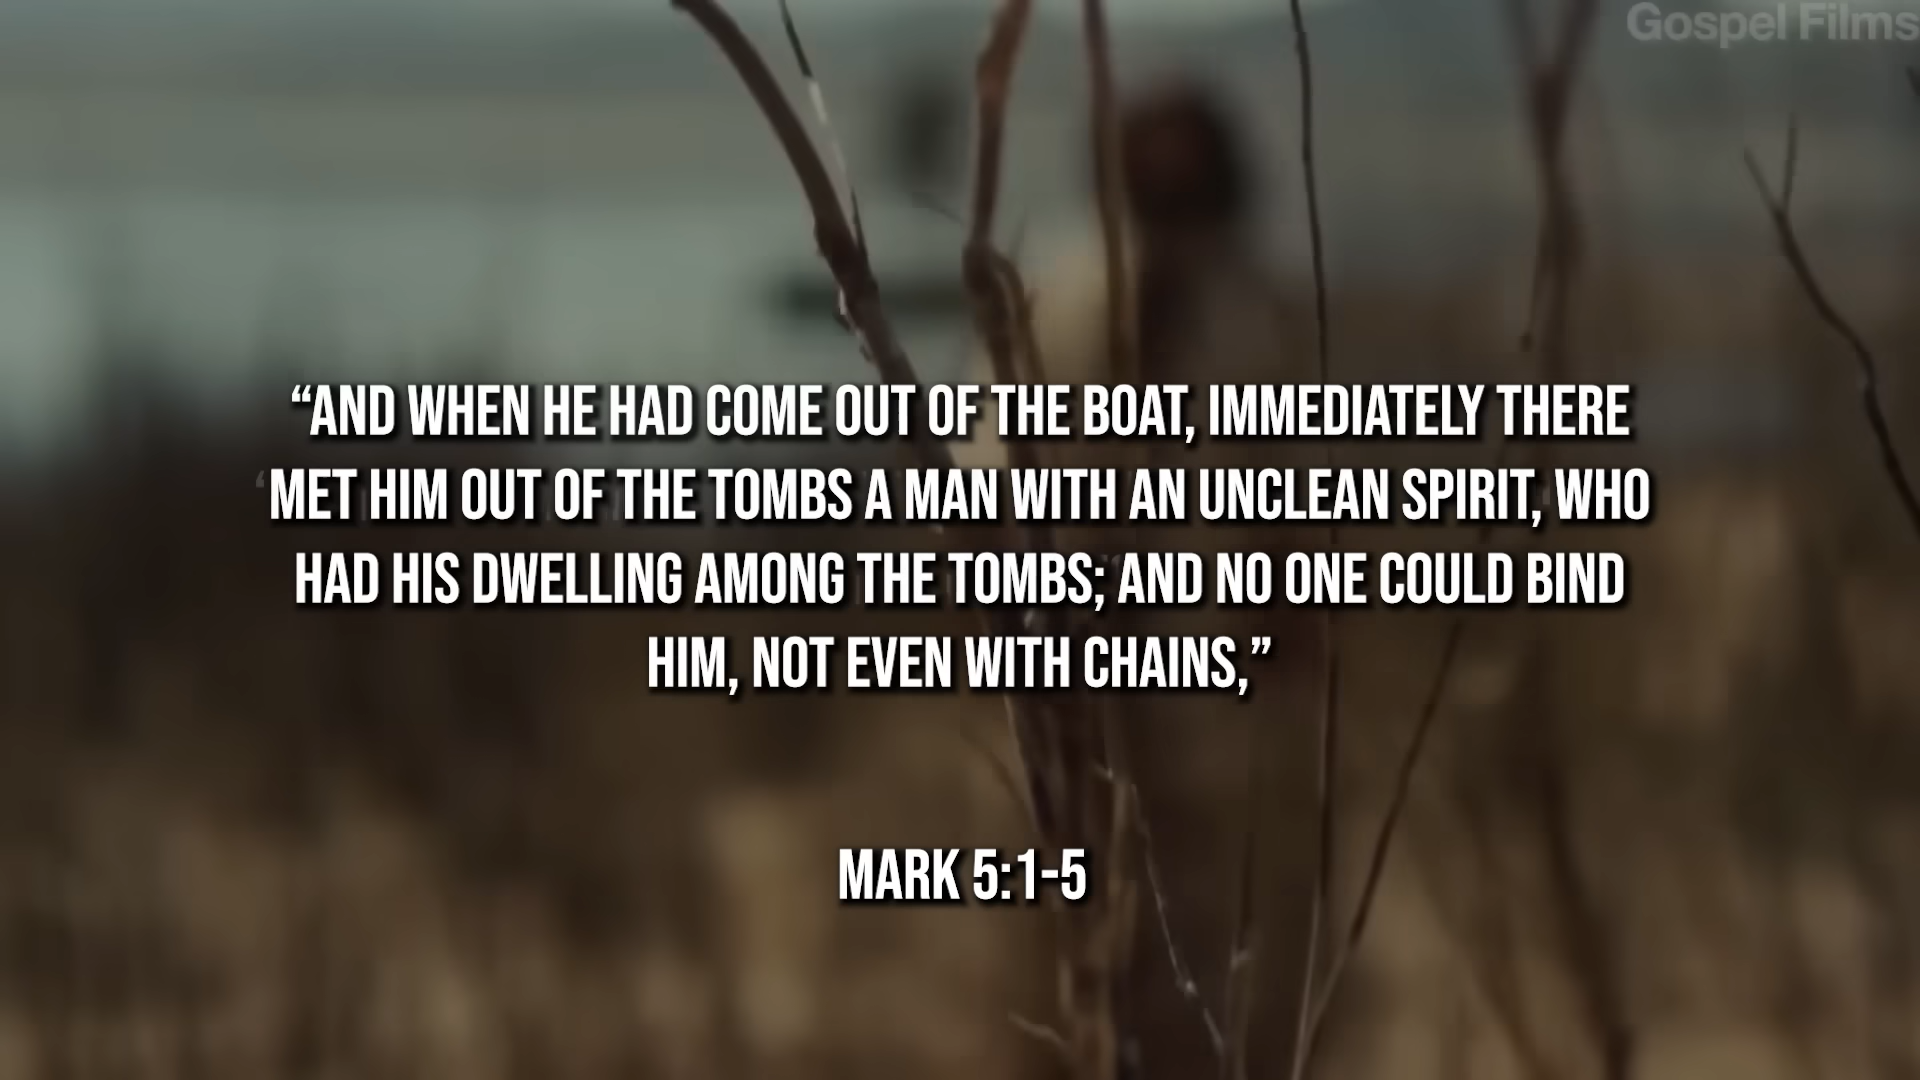 Gospel Films
“AND WHEN HE HAD COME OUT OF THE BOAT, IMMEDIATELY THERE
MET HIM OUT OF THE TOMBS A MAN WITH AN UNCLEAN SPIRIT, WHO
HAD HIS DWELLING AMONG THE TOMBS; AND NO ONE COULD BIND
HIM, NOT EVEN WITH CHAINS,”
MARK 5:1-5